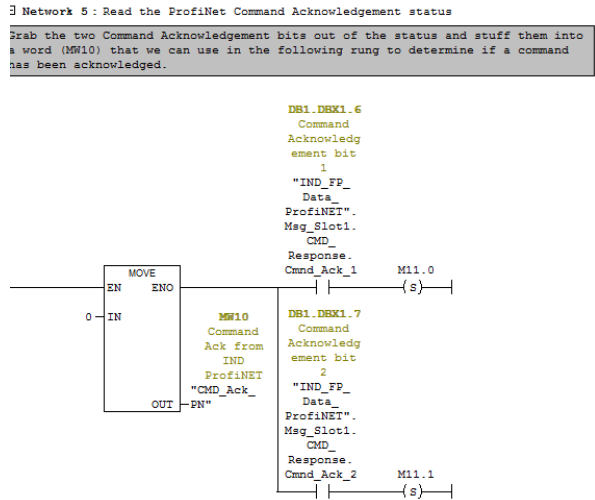 Network 5 : Read the ProfiNet Command Acknowledgement status
Grab the two Command Acknowledgement bits out of the status and stuff them into
a word (MW10) that we can use in the following rung to determine if a command
has been acknowledged.
DB1.DBX1.6
Command
Acknowledg
ement bit
1
"IND_FP_
Data_
ProfiNET".
Msg_Slot1.
CMD_
Response.
Cmnd_Ack_1
M11.0
(S)
MOVE
EN ENO
0 IN
MW10
Command
Ack from
IND
ProfiNET
"CMD_Ack_
OUT PN"
DB1.DBX1.7
Command
Acknowledg
ement bit
2
"IND_FP_
Data_
ProfiNET".
Msg_Slot1.
CMD_
Response.
Cmnd_Ack_2
M11.1
(S)